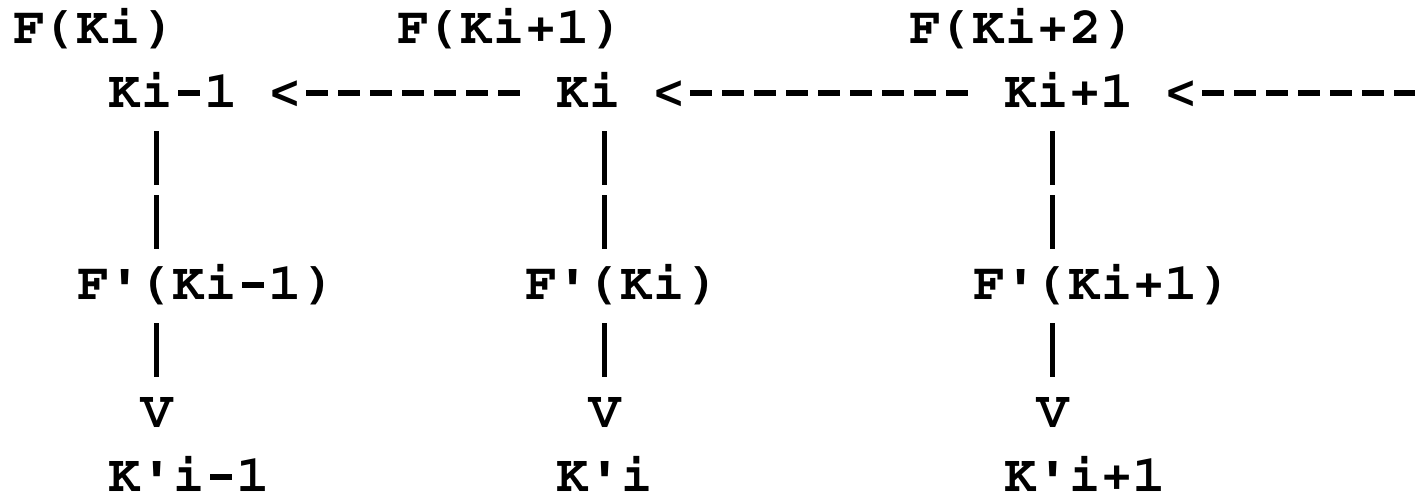 F(Ki) F(Ki+1) F(Ki+2)
Ki-1 <------- Ki <--------- Ki+1 <-------
| | |
| | |
F'(Ki-1) F'(Ki) F'(Ki+1)
| | |
V V V
K'i-1 K'i K'i+1